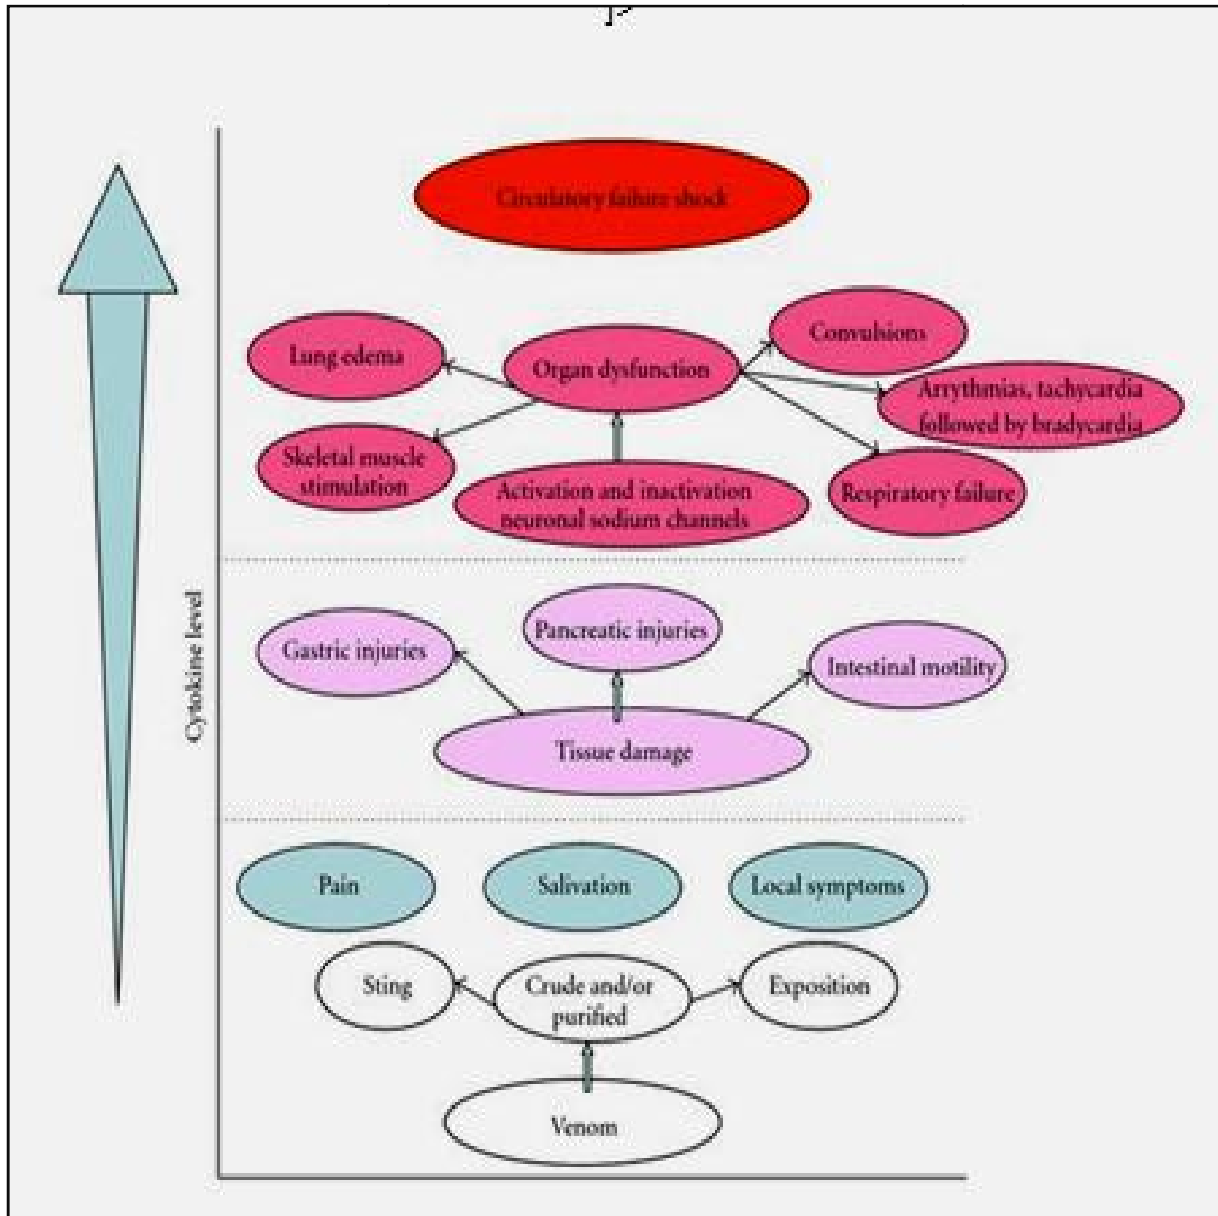 Circulatory failure shock
Convulsions
Lung edema
Organ dysfunction
Arrythmias, tachycardia
followed by bradycardia
Skeletal muscle
stimulation
Activation and inactivation
neuronal sodium channels
Respiratory failure
Cytokine level
Pancreatic injuries
Gastric injuries
Intestinal motility
Tissue damage
Pain
Salivation
Local symptoms
Sting
Crude and/or
purified
Exposition
Venom